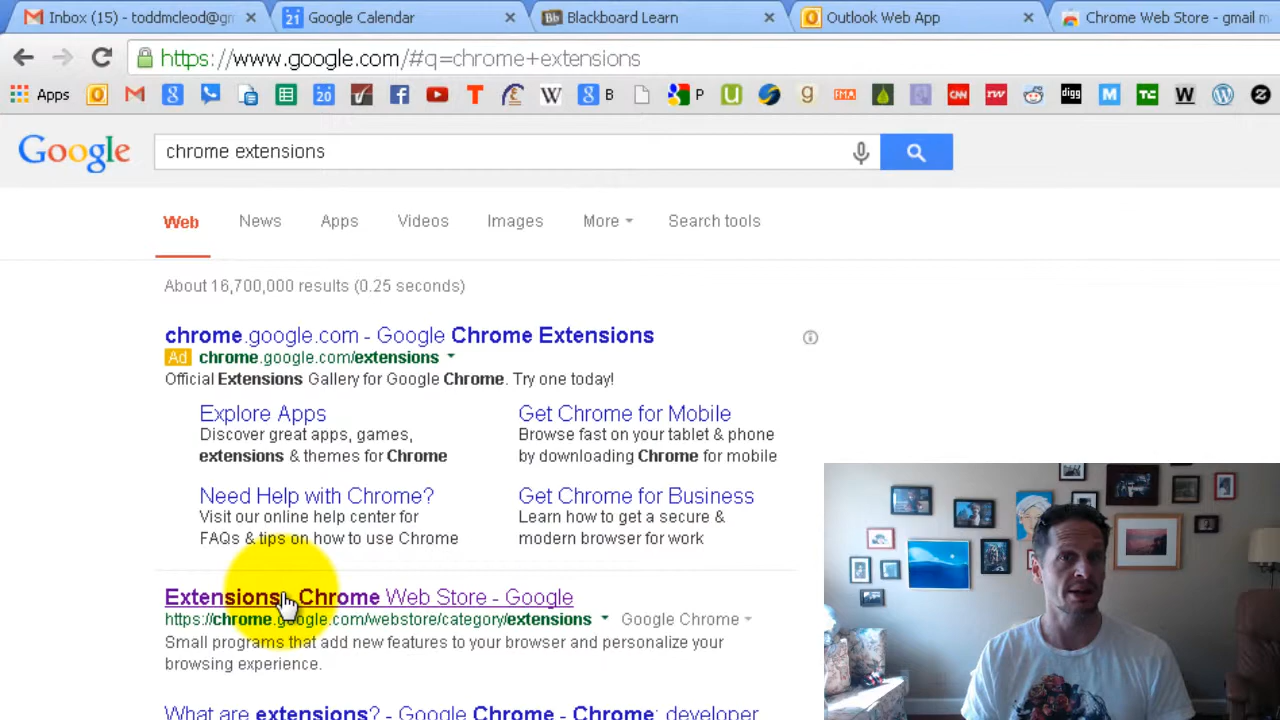 Inbox (15) - toddmcleod@gm
Google Calendar
Blackboard Learn
Outlook Web App
Chrome Web Store - gmail m
https://www.google.com/#q=chrome+extensions
Apps
B
P
Google
chrome extensions
Web
News
Apps
Videos
Images
More
Search tools
About 16,700,000 results (0.25 seconds)
chrome.google.com - Google Chrome Extensions
Ad chrome.google.com/extensions
Official Extensions Gallery for Google Chrome. Try one today!
Explore Apps
Discover great apps, games,
extensions & themes for Chrome
Get Chrome for Mobile
Browse fast on your tablet & phone
by downloading Chrome for mobile
Need Help with Chrome?
Visit our online help center for
FAQs & tips on how to use Chrome
Get Chrome for Business
Learn how to get a secure &
modern browser for work
Extensions - Chrome Web Store - Google
https://chrome.google.com/webstore/category/extensions
Google Chrome
Small programs that add new features to your browser and personalize your
browsing experience.
What are extensions? - Google Chrome - Chrome: developer